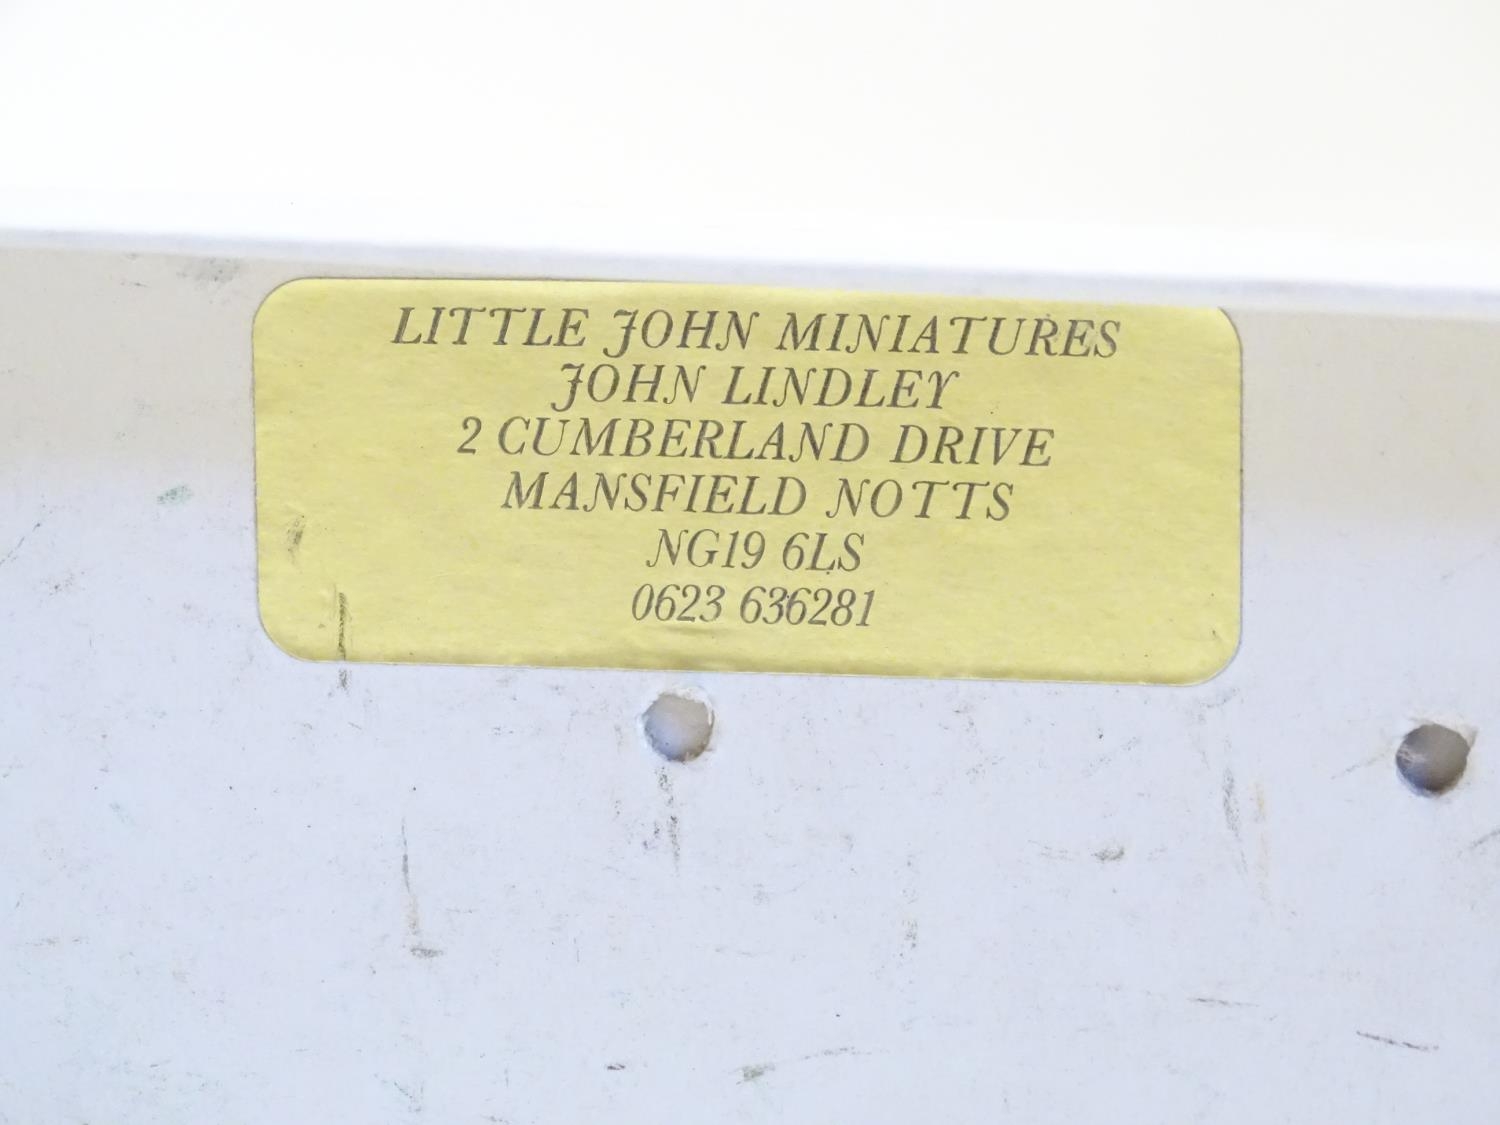 LITTLE JOHN MINIATURES
JOHN LINDLEY
2 CUMBERLAND DRIVE
MANSFIELD NOTTS
NG19 6LS
0623 636281